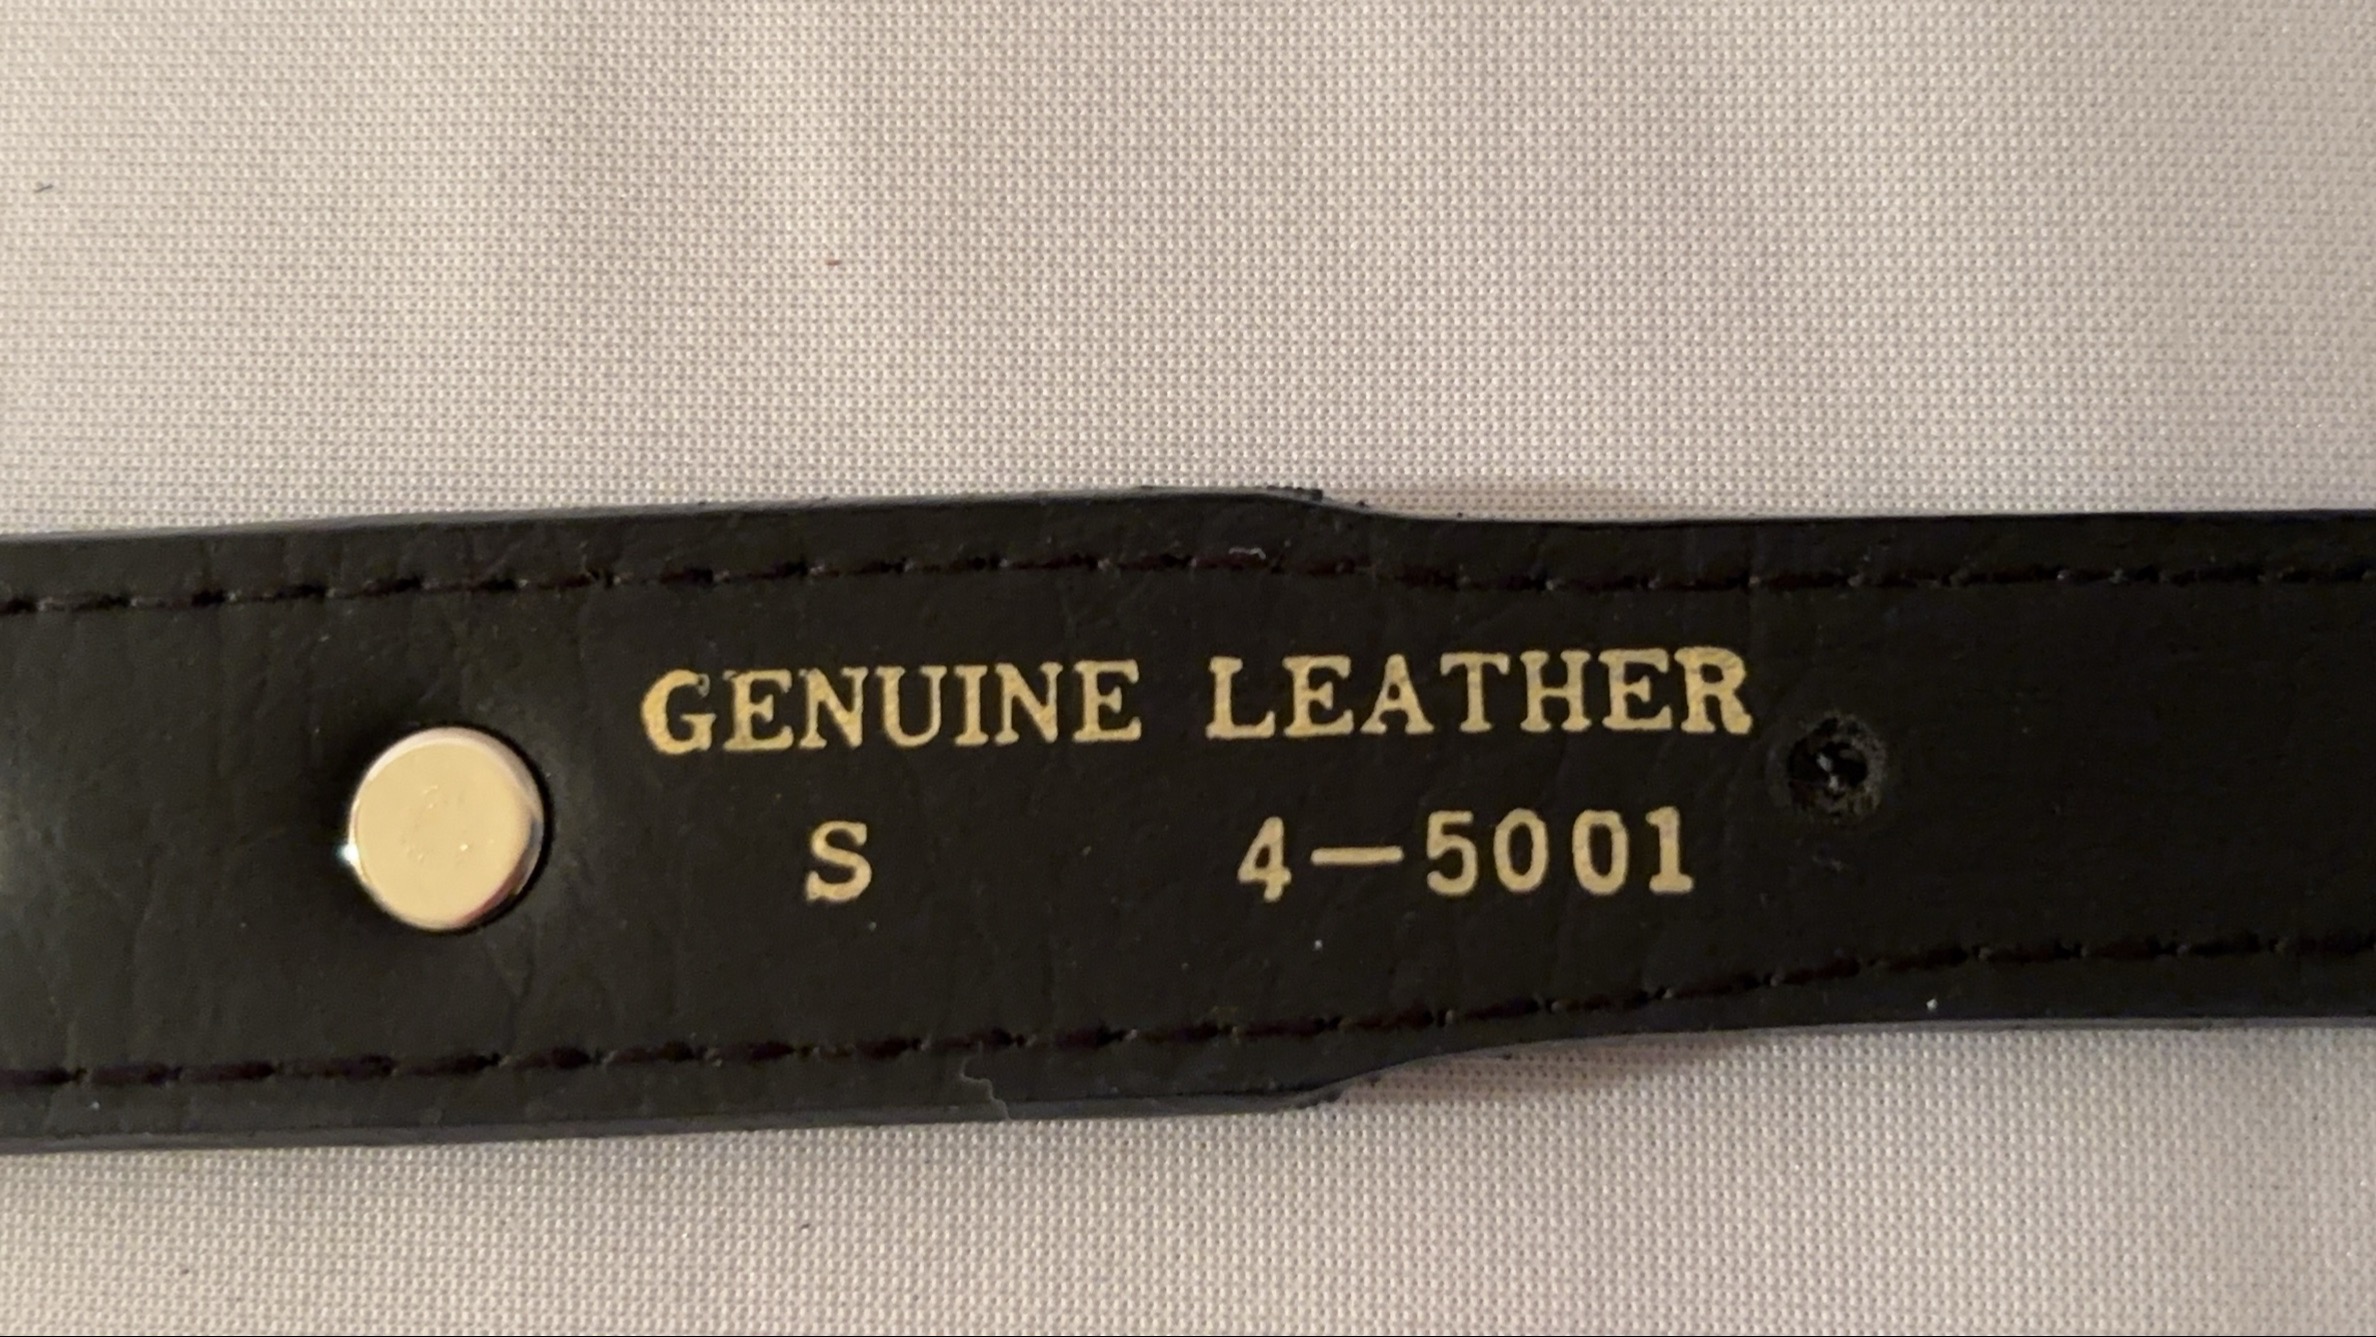 GENUINE LEATHER
S 4-5001